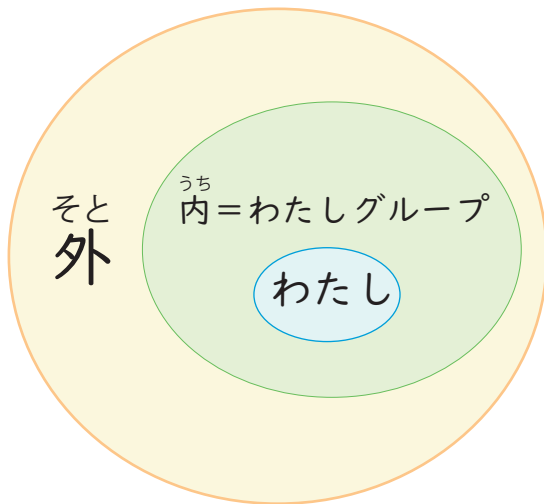 そと
外
うち
内=わたしグループ
わたし